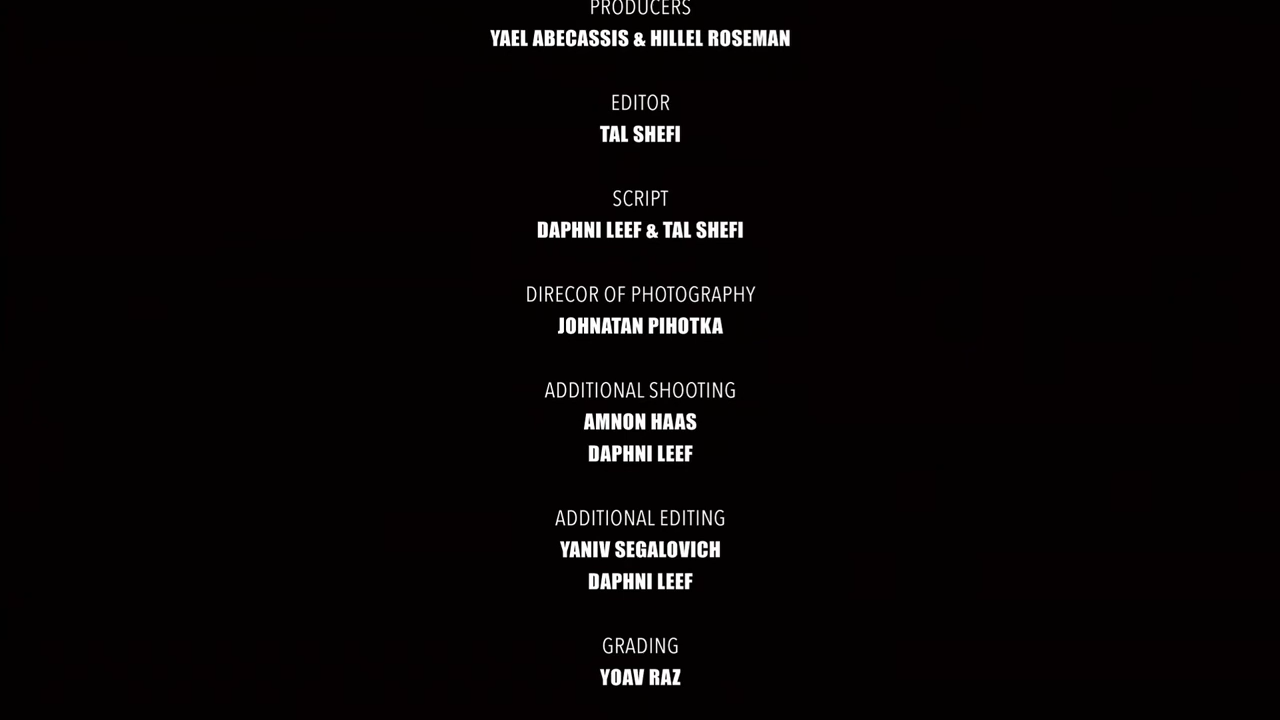 PRODUCERS
YAEL ABECASSIS & HILLEL ROSEMAN
EDITOR
TAL SHEFI
SCRIPT
DAPHNI LEEF & TAL SHEFI
DIRECOR OF PHOTOGRAPHY
JOHNATAN PIHOTKA
ADDITIONAL SHOOTING
AMNON HAAS
DAPHNI LEEF
ADDITIONAL EDITING
YANIV SEGALOVICH
DAPHNI LEEF
GRADING
YOAV RAZ